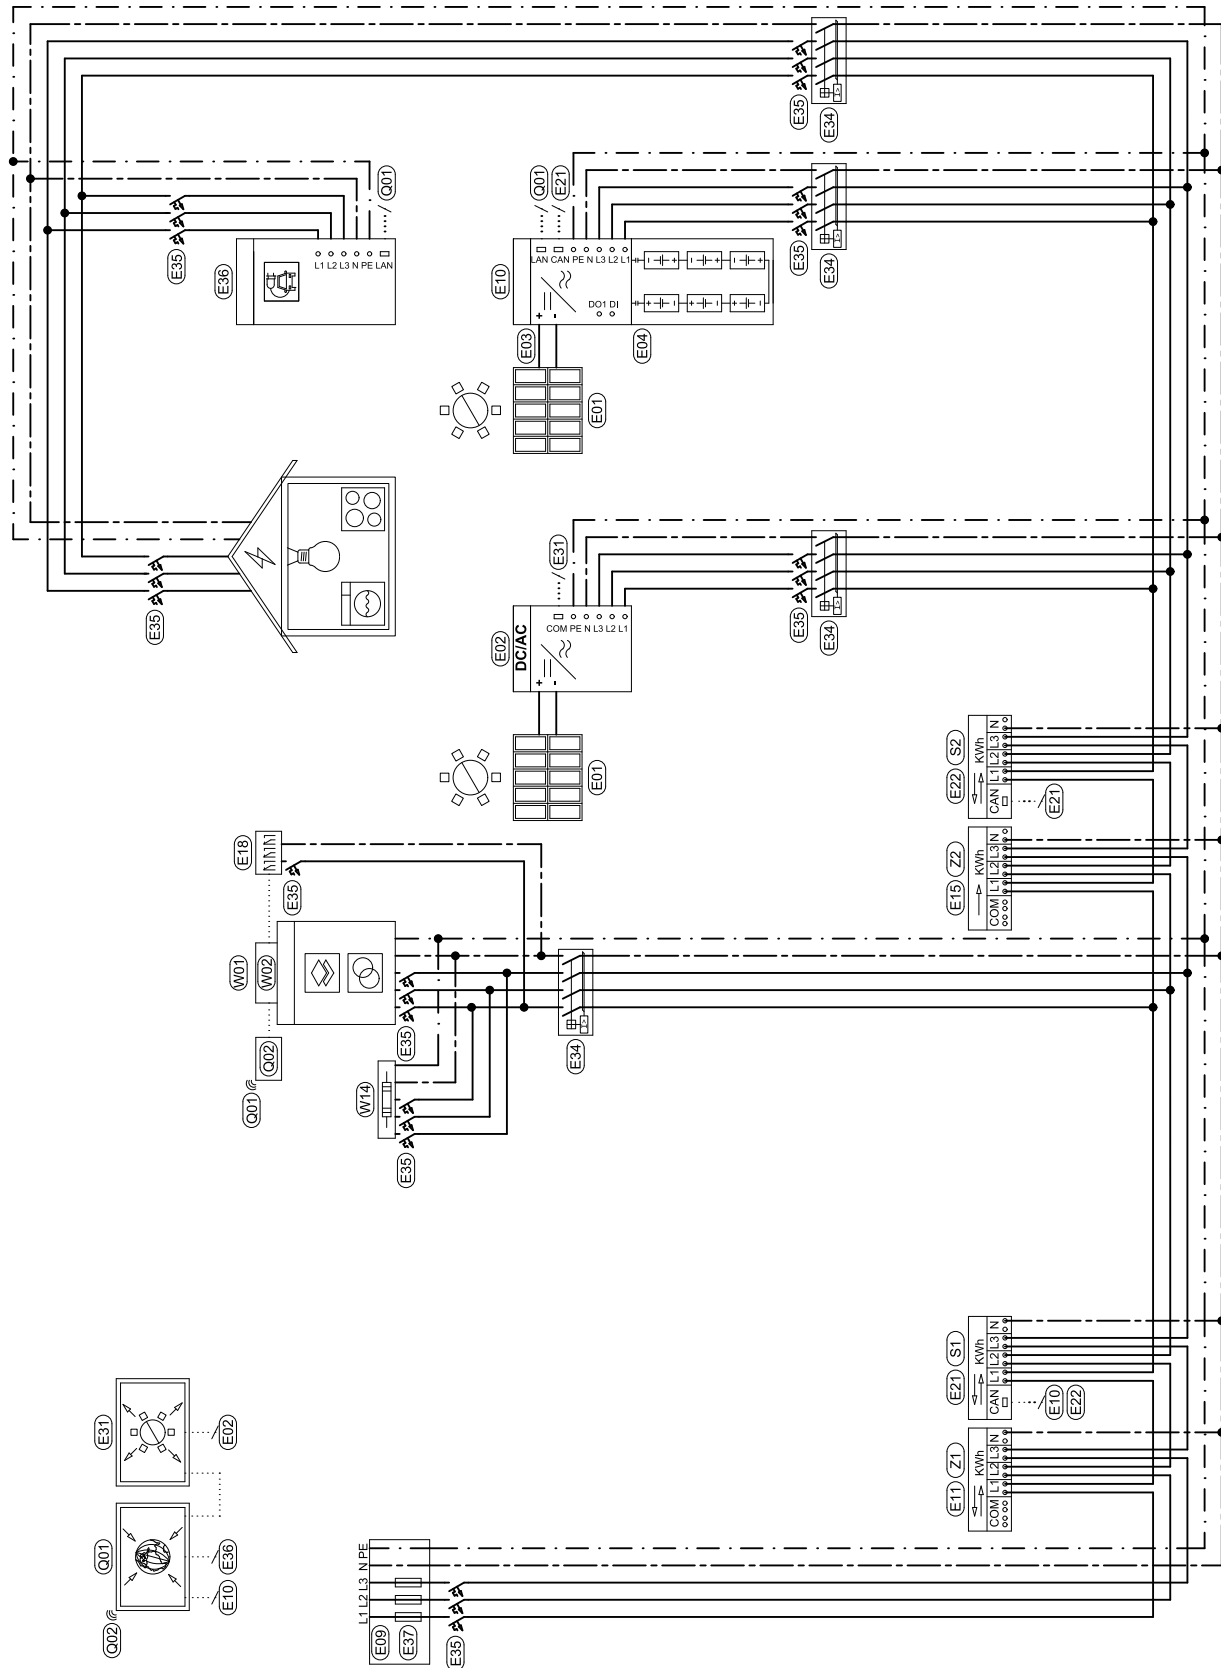 Q02
Q01
E31
E10
E36
E02
E35
E35
E36
L1 L2 L3 N PE LAN
Q01
Q01
Q02
W01
W02
E18
E35
E35
W14
E35
E09
E37
L1 L2 L3 N PE
E35
E01
E02
DC/AC
+ -
COM PE N L3 L2 L1
E31
E01
E03
E10
+ -
LAN CAN PE N L3 L2 L1
DO1 DI
E04
Q01
E21
E34
E35
E34
E35
E34
E35
E34
E11
Z1
KWh
COM L1 L2 L3 N
E21
S1
KWh
CAN L1 L2 L3 N
E10
E22
E15
Z2
KWh
COM L1 L2 L3 N
E22
S2
KWh
CAN L1 L2 L3 N
E21